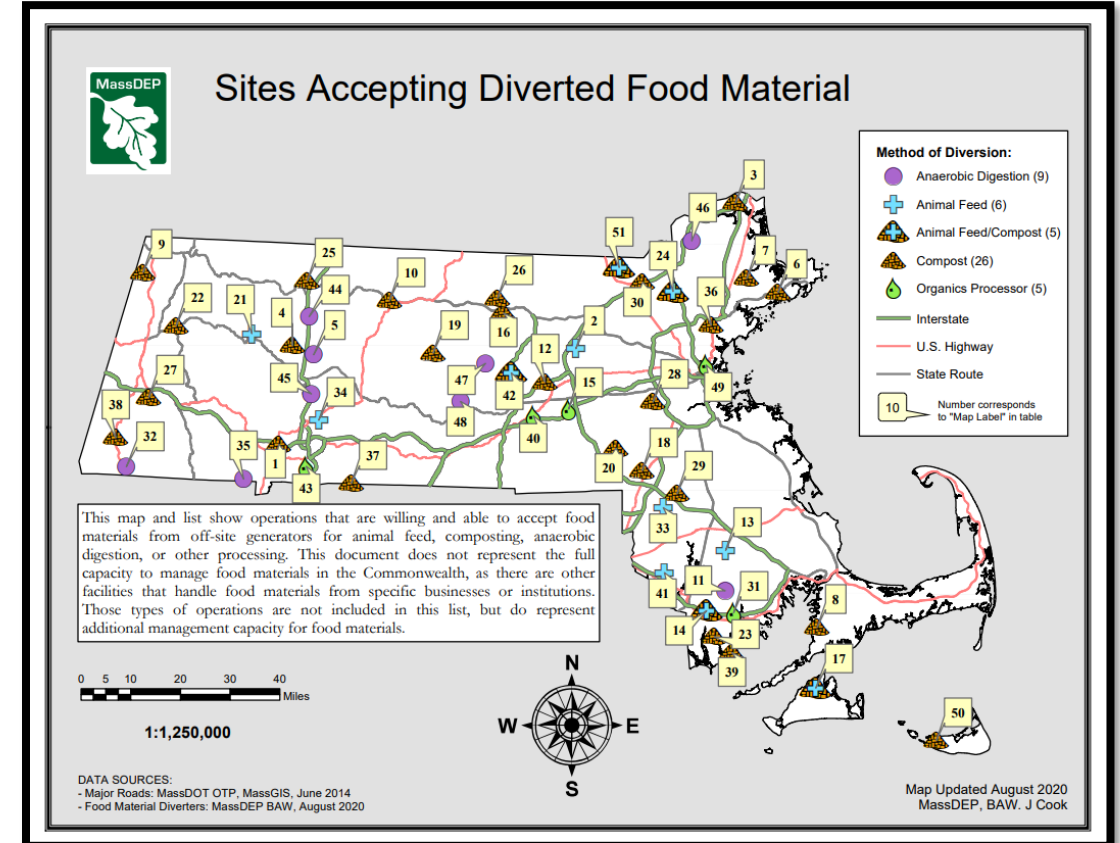 MassDEP
Sites Accepting Diverted Food Material
Method of Diversion:
Anaerobic Digestion (9)
Animal Feed (6)
Animal Feed/Compost (5)
Compost (26)
Organics Processor (5)
Interstate
U.S. Highway
State Route
10
Number corresponds
to "Map Label" in table
3
46
51
24
7
6
9
25
10
26
30
36
22
21
4
44
5
19
16
2
12
27
45
34
47
42
15
28
49
38
32
35
1
43
37
48
40
20
18
29
33
13
41
11
31
8
14
23
39
17
50
This map and list show operations that are willing and able to accept food
materials from off-site generators for animal feed, composting, anaerobic
digestion, or other processing. This document does not represent the full
capacity to manage food materials in the Commonwealth, as there are other
facilities that handle food materials from specific businesses or institutions.
Those types of operations are not included in this list, but do represent
additional management capacity for food materials.
0 5 10 20 30 40
Miles
1:1,250,000
N
W
E
S
DATA SOURCES:
- Major Roads: MassDOT OTP, MassGIS, June 2014
- Food Material Diverters: MassDEP BAW, August 2020
Map Updated August 2020
MassDEP, BAW. J Cook